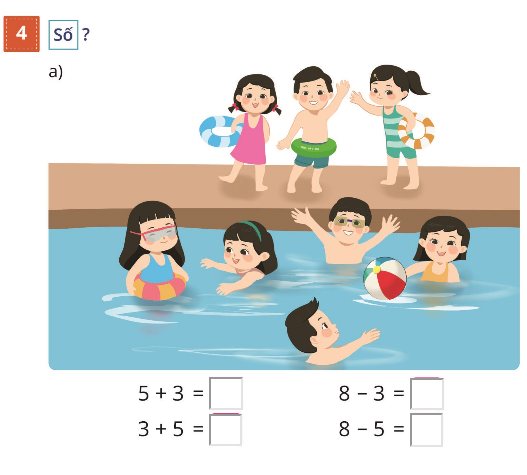 4 Số ?
a)
5 + 3 = 8 − 3 =
3 + 5 = 8 − 5 =